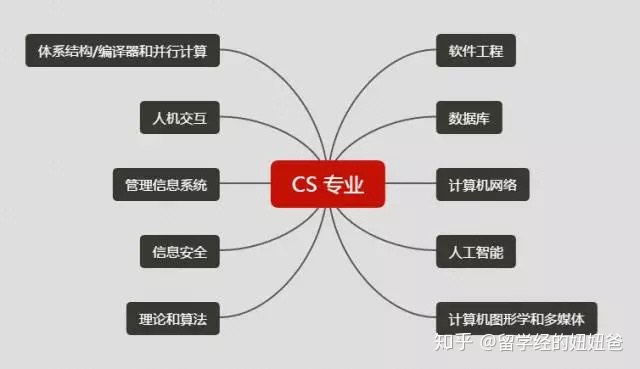 体系结构/编译器和并行计算
软件工程
人机交互
数据库
管理信息系统
CS 专业
计算机网络
信息安全
人工智能
理论和算法
计算机图形学和多媒体
知乎 @留学经的妞妞爸